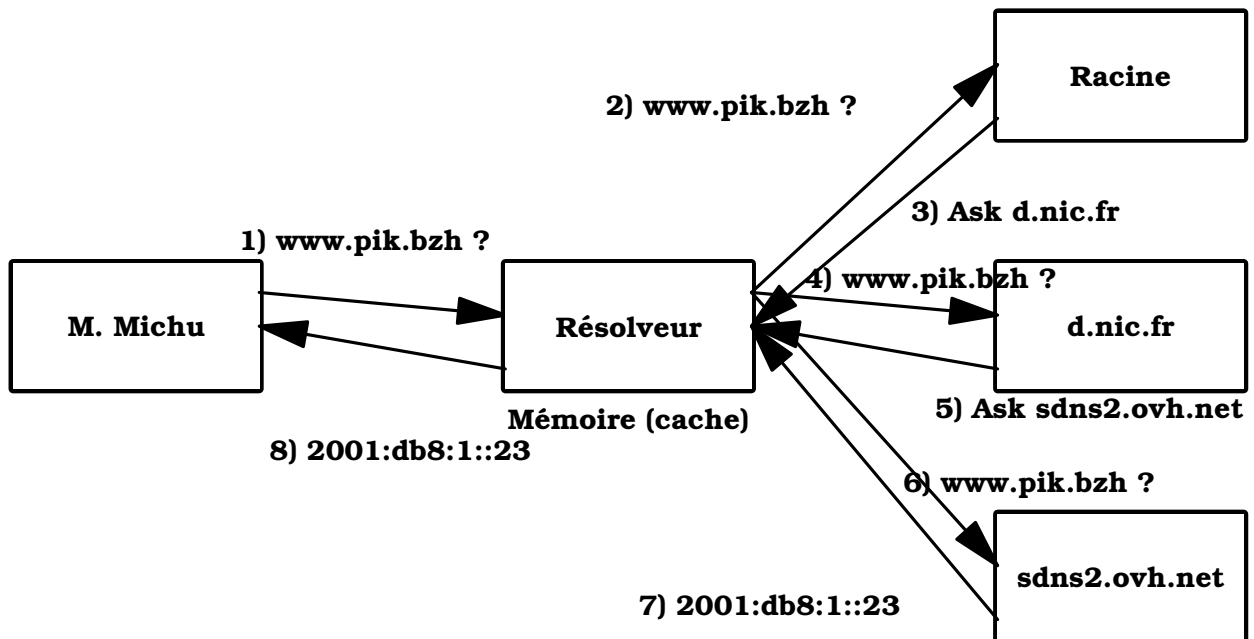 Racine
2) www.pik.bzh ?
3) Ask d.nic.fr
1) www.pik.bzh ?
4) www.pik.bzh ?
M. Michu
Résolveur
d.nic.fr
Mémoire (cache)
5) Ask sdns2.ovh.net
8) 2001:db8:1::23
6) www.pik.bzh ?
sdns2.ovh.net
7) 2001:db8:1::23